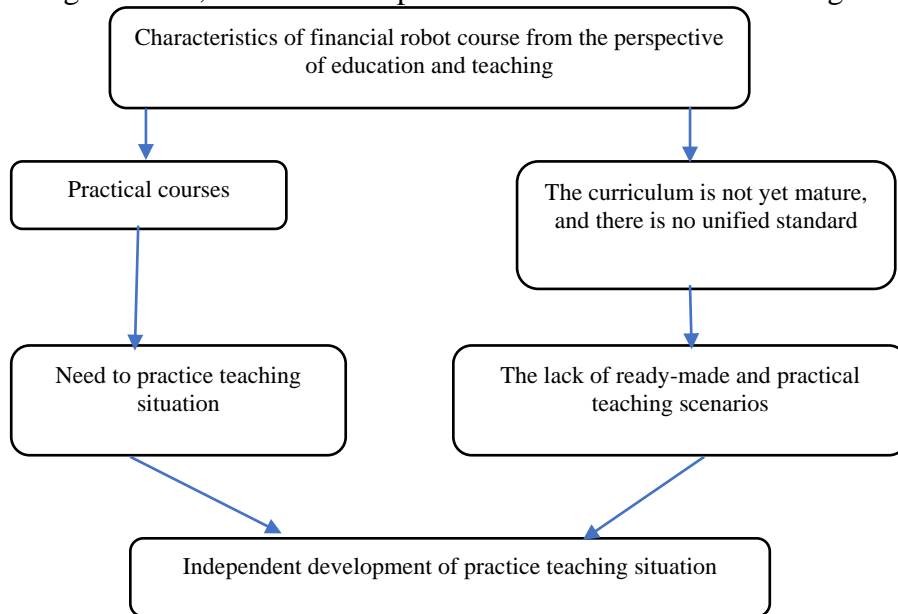 Characteristics of financial robot course from the perspective
of education and teaching
Practical courses
The curriculum is not yet mature,
and there is no unified standard
Need to practice teaching
situation
The lack of ready-made and practical
teaching scenarios
Independent development of practice teaching situation